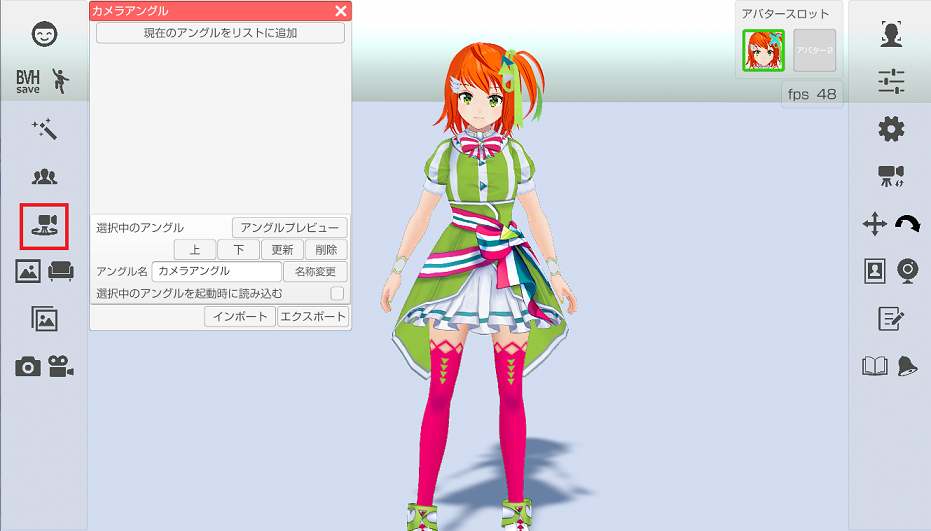 カメラアングル
現在のアングルをリストに追加
選択中のアングル
アングルプレビュー
上
下
更新
削除
アングル名
カメラアングル
名称変更
選択中のアングルを起動時に読み込む
インポート
エクスポート
BVH
save
アバタースロット
アバター2
fps 48